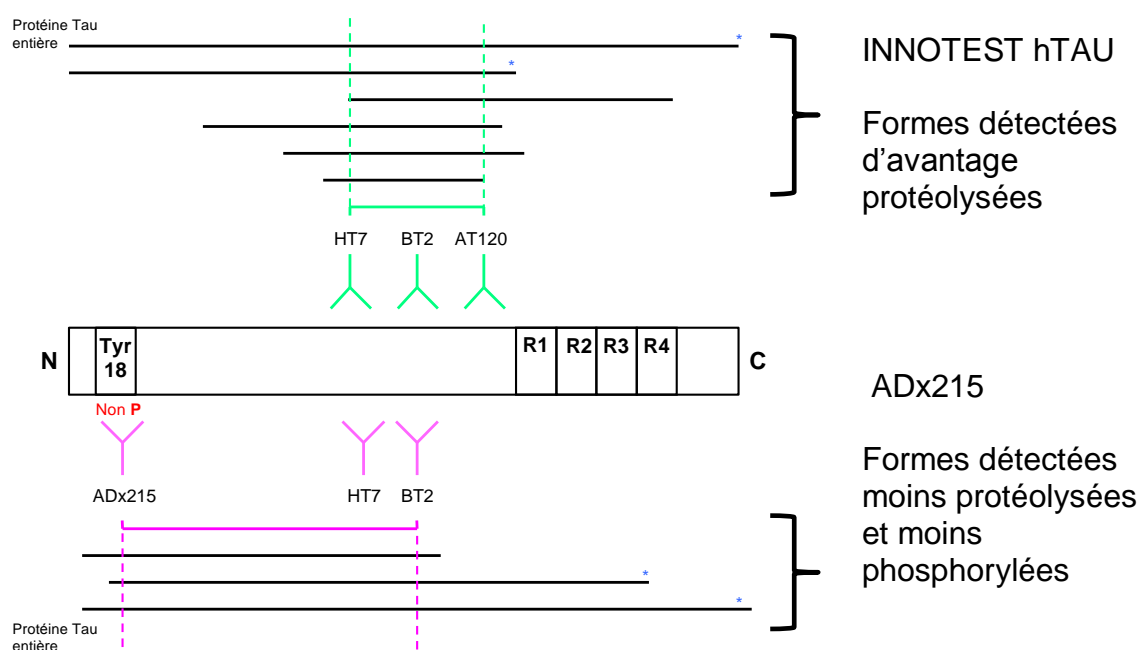 Protéine Tau
entière
*
*
INNOTEST hTAU
Formes détectées
d'avantage
protéolysées
HT7 BT2 AT120
N
Tyr
18
R1 R2 R3 R4
C
Non P
ADx215 HT7 BT2
ADx215
Formes détectées
moins protéolysées
et moins
phosphorylées
*
*
Protéine Tau
entière